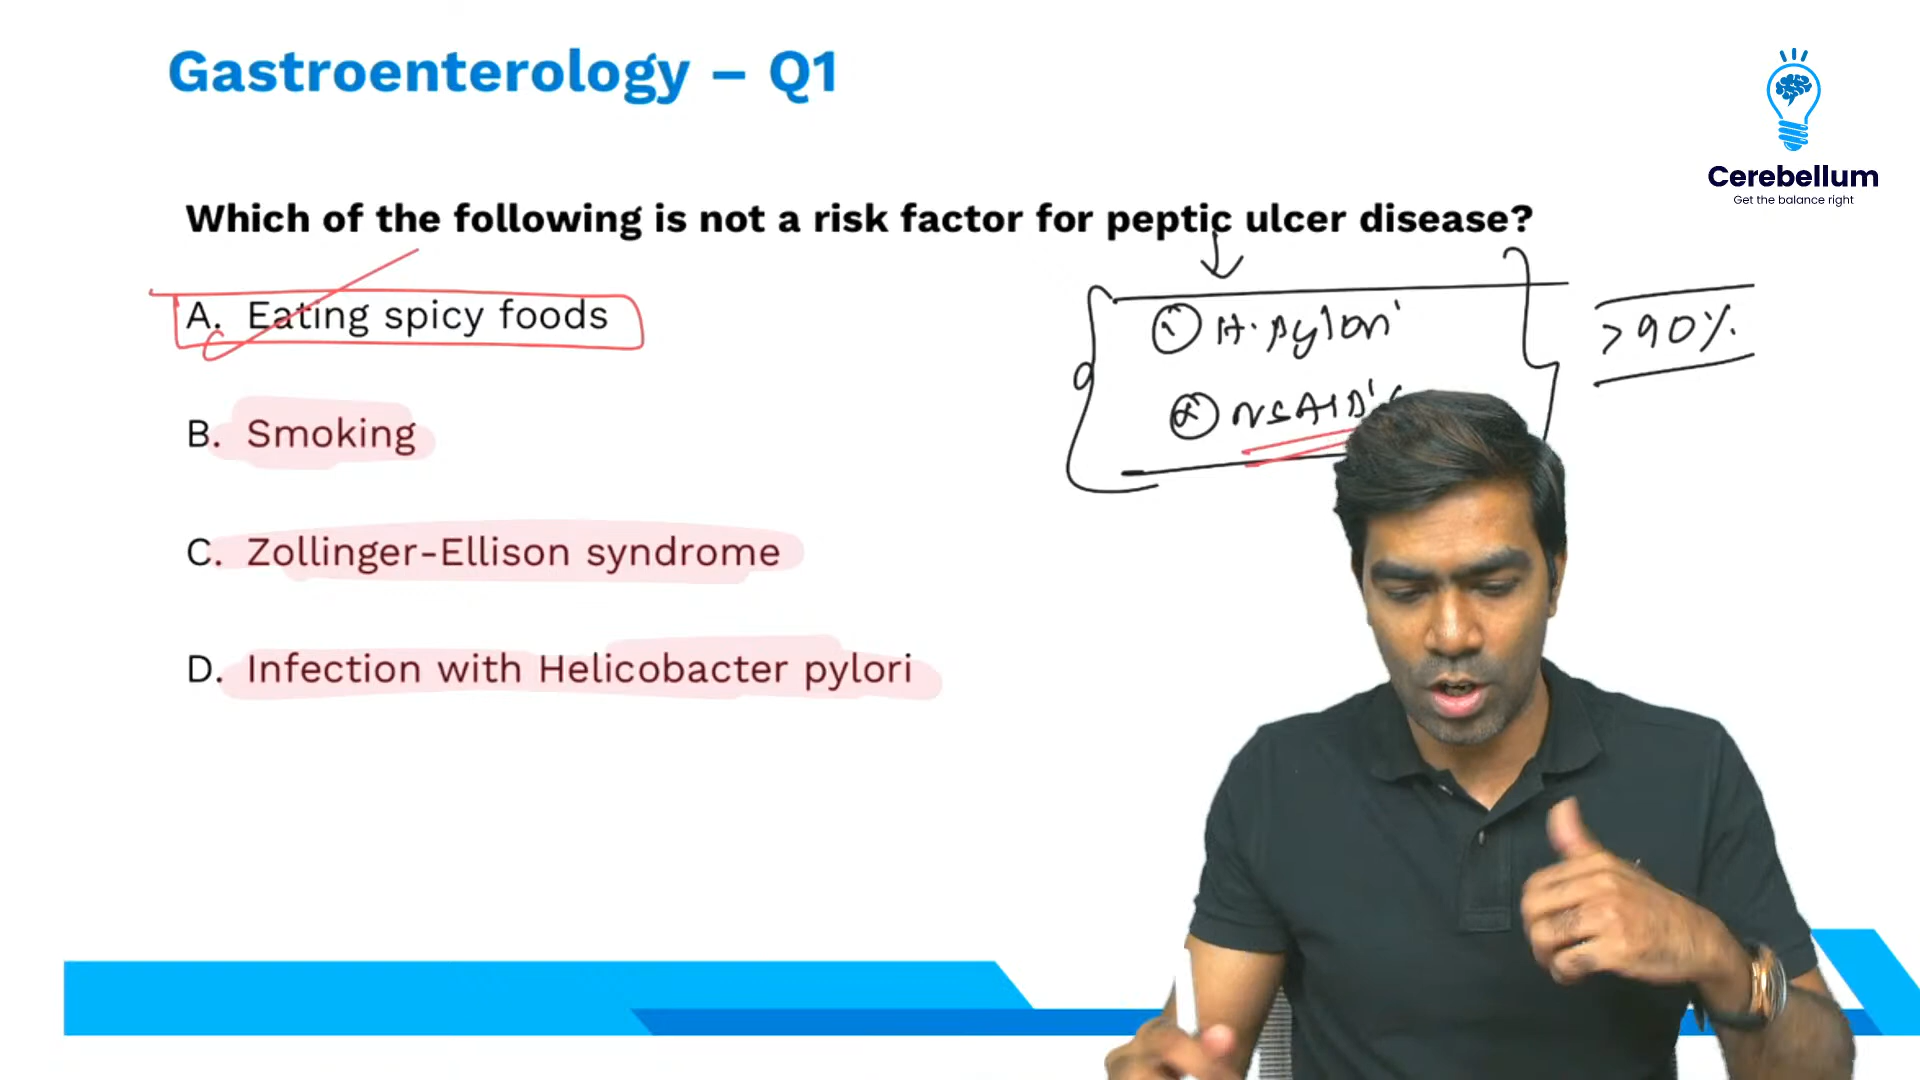 Gastroenterology – Q1
Cerebellum
Get the balance right
Which of the following is not a risk factor for peptic ulcer disease?
A. Eating spicy foods
B. Smoking
C. Zollinger-Ellison syndrome
D. Infection with Helicobacter pylori
① H. pylori
② NSAID's
>90%